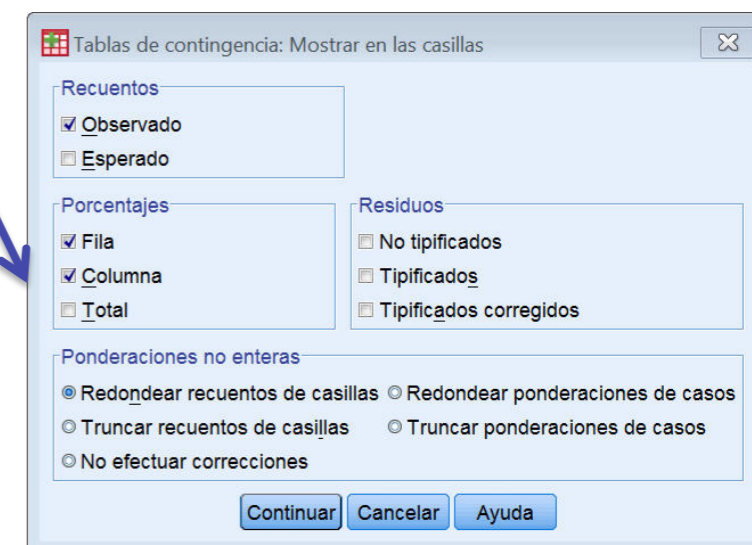 Tablas de contingencia: Mostrar en las casillas
Recuentos
Observado
Esperado
Porcentajes
Fila
Columna
Total
Residuos
No tipificados
Tipificados
Tipificados corregidos
Ponderaciones no enteras
Redondear recuentos de casillas Redondear ponderaciones de casos
Truncar recuentos de casillas Truncar ponderaciones de casos
No efectuar correcciones
Continuar Cancelar Ayuda